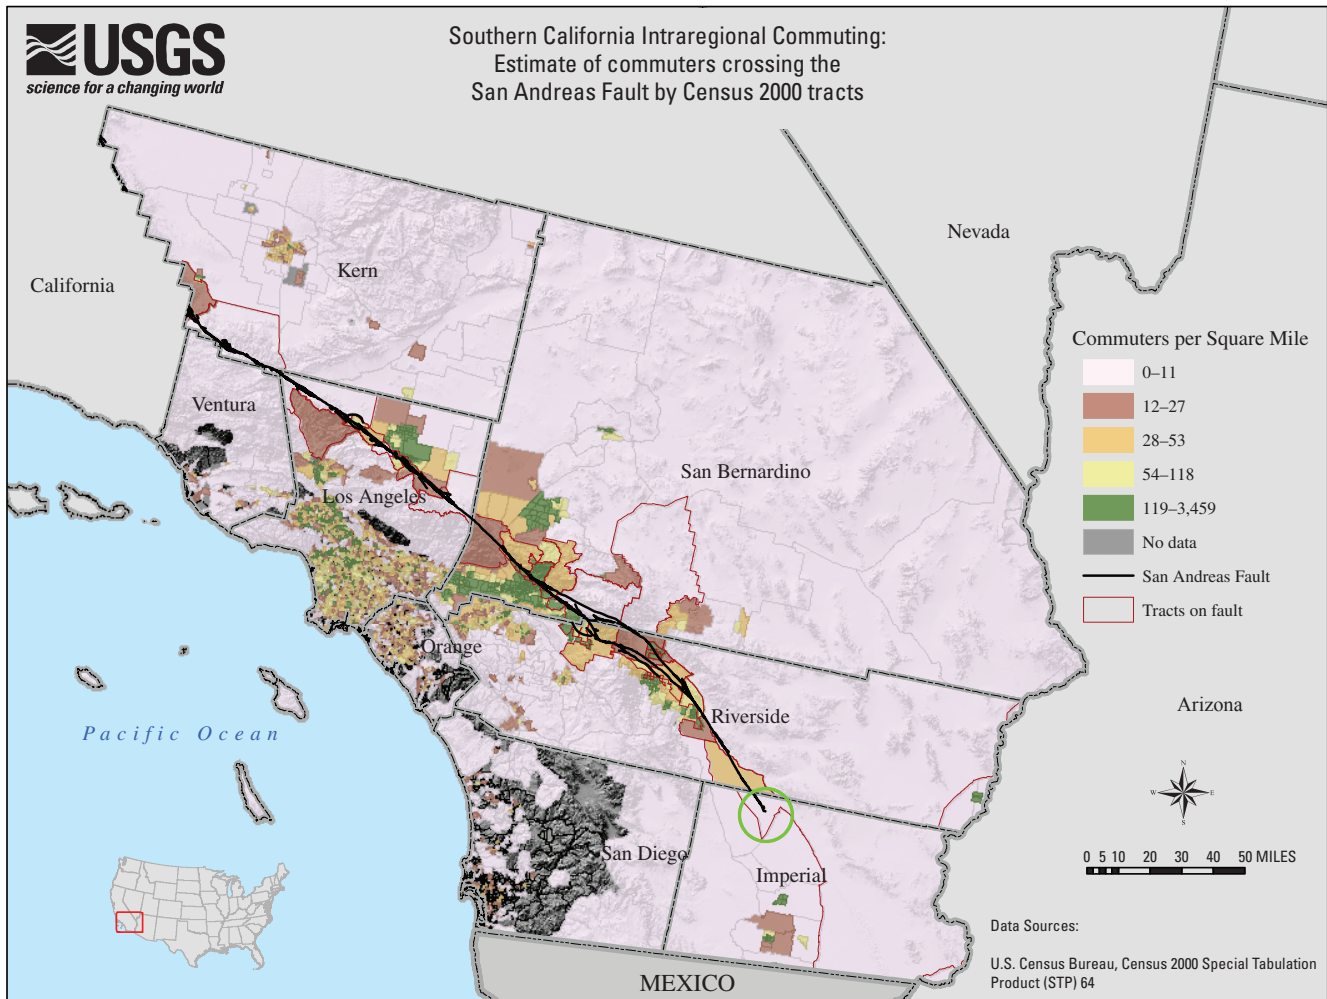 USGS
science for a changing world
Southern California Intraregional Commuting:
Estimate of commuters crossing the
San Andreas Fault by Census 2000 tracts
Nevada
Kern
California
Ventura
Los Angeles
San Bernardino
Orange
Riverside
Arizona
Pacific Ocean
San Diego
Imperial
MEXICO
Commuters per Square Mile
0–11
12–27
28–53
54–118
119–3,459
No data
San Andreas Fault
Tracts on fault
N
W E
S
0 5 10 20 30 40 50 MILES
Data Sources:
U.S. Census Bureau, Census 2000 Special Tabulation
Product (STP) 64